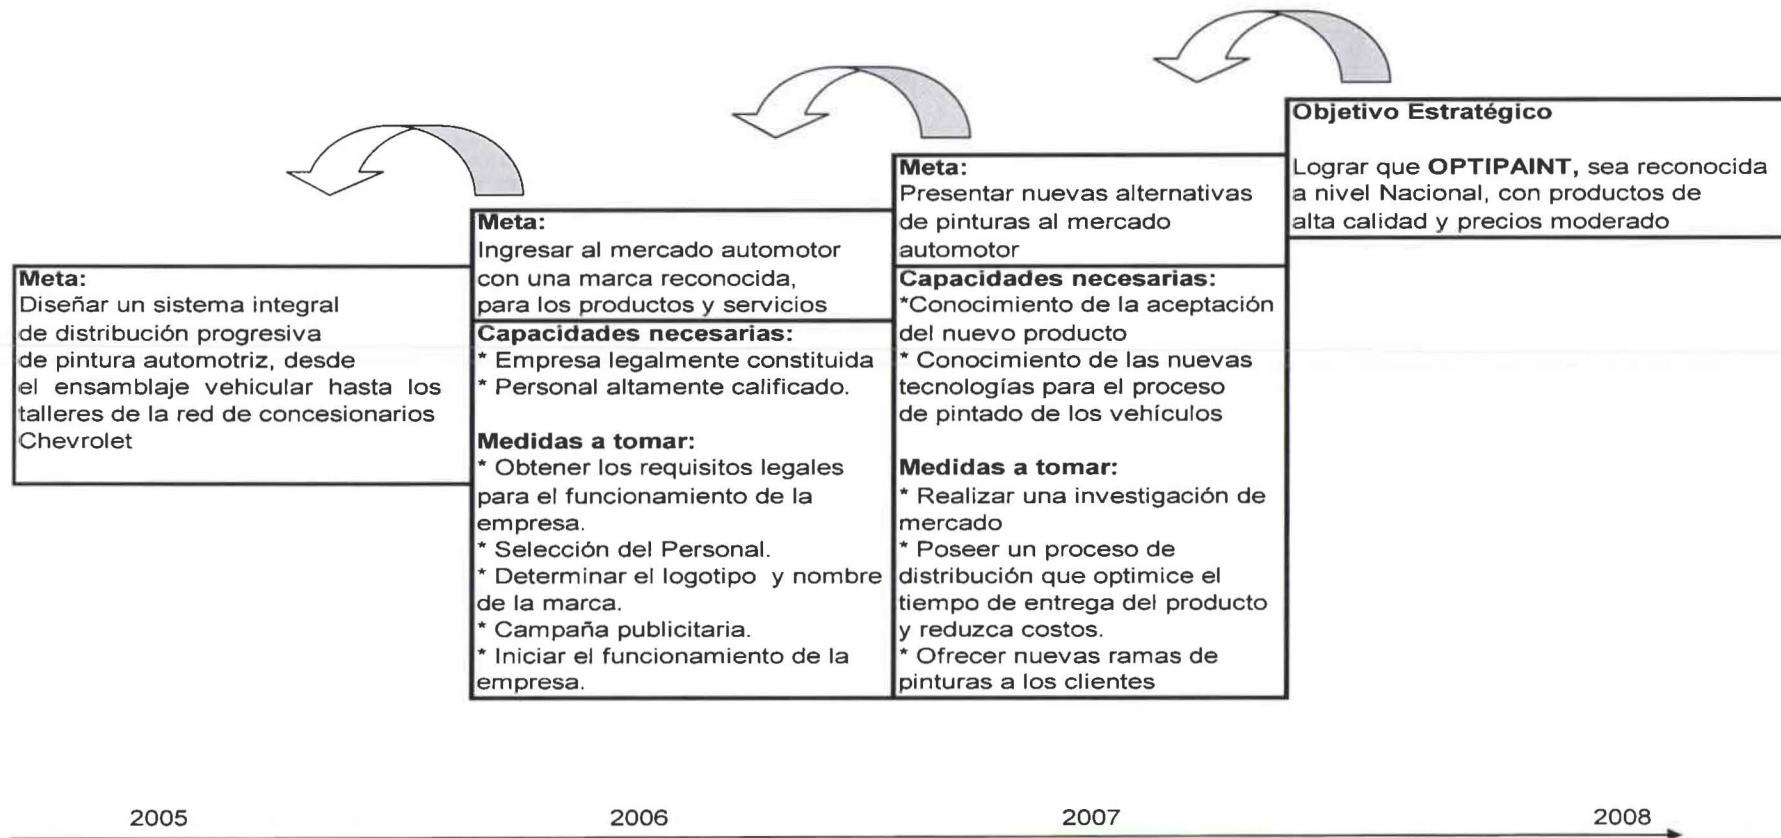 Meta:
Diseñar un sistema integral
de distribución progresiva
de pintura automotriz, desde
el ensamblaje vehicular hasta los
talleres de la red de concesionarios
Chevrolet
Meta:
Ingresar al mercado automotor
con una marca reconocida,
para los productos y servicios
Capacidades necesarias:
* Empresa legalmente constituida
* Personal altamente calificado.
Medidas a tomar:
* Obtener los requisitos legales
para el funcionamiento de la
empresa.
* Selección del Personal.
* Determinar el logotipo y nombre
de la marca.
* Campaña publicitaria.
* Iniciar el funcionamiento de la
empresa.
Meta:
Presentar nuevas alternativas
de pinturas al mercado
automotor
Capacidades necesarias:
*Conocimiento de la aceptación
del nuevo producto
* Conocimiento de las nuevas
tecnologías para el proceso
de pintado de los vehículos
Medidas a tomar:
* Realizar una investigación de
mercado
* Poseer un proceso de
distribución que optimice el
tiempo de entrega del producto
y reduzca costos.
* Ofrecer nuevas ramas de
pinturas a los clientes
Objetivo Estratégico
Lograr que OPTIPAINT, sea reconocida
a nivel Nacional, con productos de
alta calidad y precios moderado
2005 2006 2007 2008